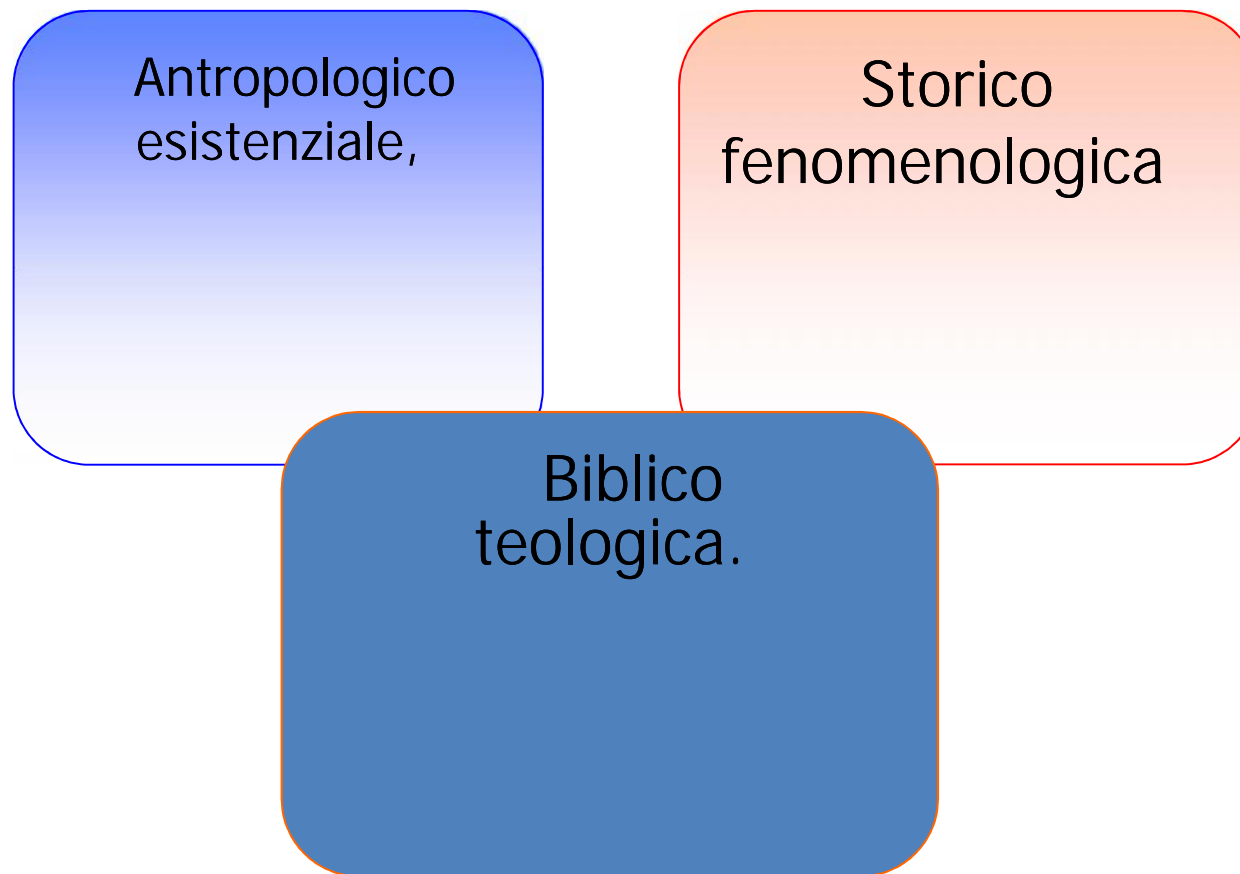 Antropologico
esistenziale,
Storico
fenomenologica
Biblico
teologica.